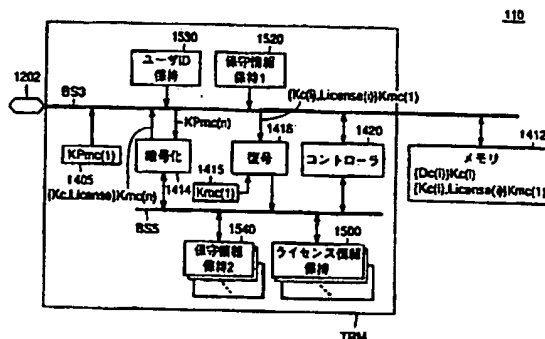 110
1530
1520
ユーザID
保持
保守情報
保持1
1202
BS3
{Kc(i),License(i)}Kmc(1)
KPmc(n)
1416
1420
1412
KPmc(1)
1405
暗号化
1414
1415
Kmc(1)
復号
コントローラ
メモリ
{Dc(i)}Kc(i)
{Kc(i),License(i)}Kmc(1)
{Kc,License}Kmc(n)
BS5
1540
1500
保守情報
保持2
ライセンス情報
保持
TRM